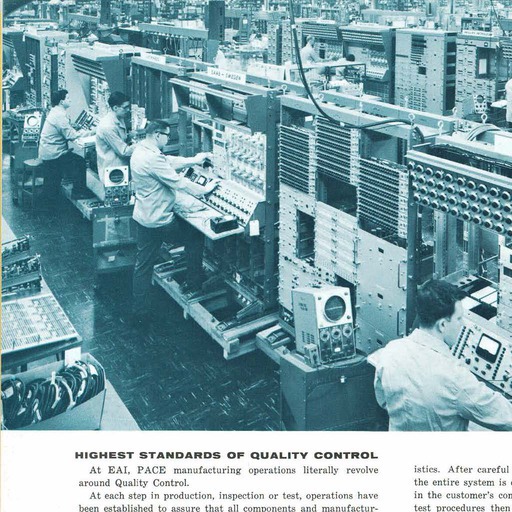 SAAB-SWEDEN
HIGHEST STANDARDS OF QUALITY CONTROL
At EAI, PACE manufacturing operations literally revolve
around Quality Control.
At each step in production, inspection or test, operations have
been established to assure that all components and manufactur-
istics. After careful
the entire system is
in the customer's con
test procedures then